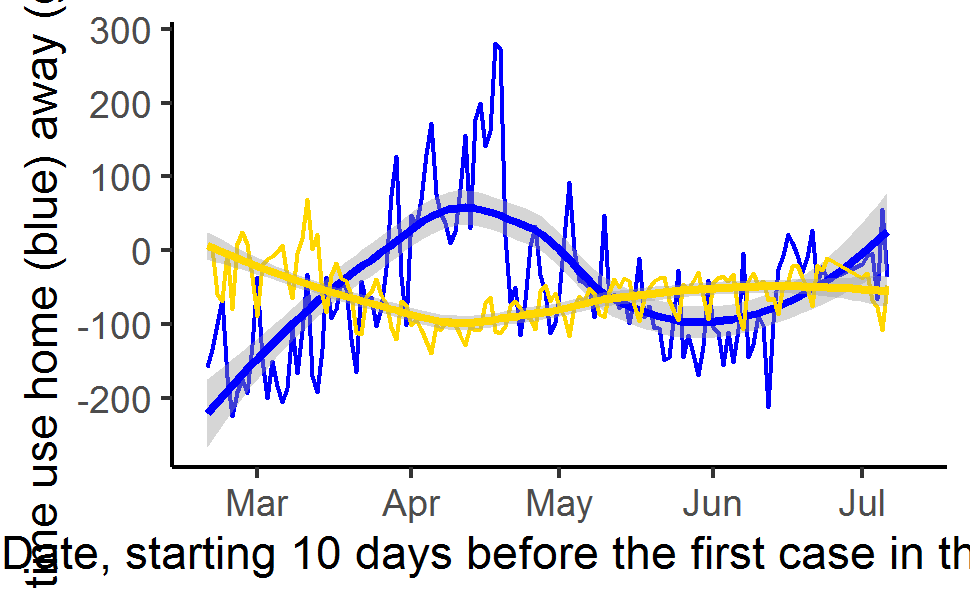 time use home (blue) away (
300
200
100
0
-100
-200
Mar Apr May Jun Jul
Date, starting 10 days before the first case in th